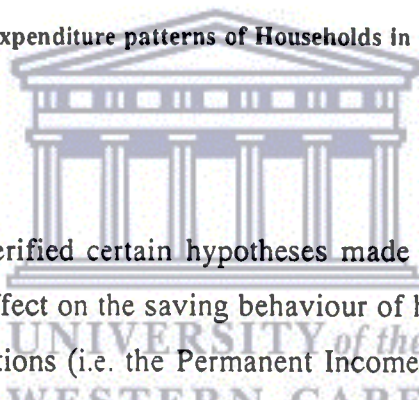 xpenditure patterns of Households in
erified certain hypotheses made
ffect on the saving behaviour of
UNIVERSITY of the
tions (i.e. the Permanent Income
WESTERN CAPE